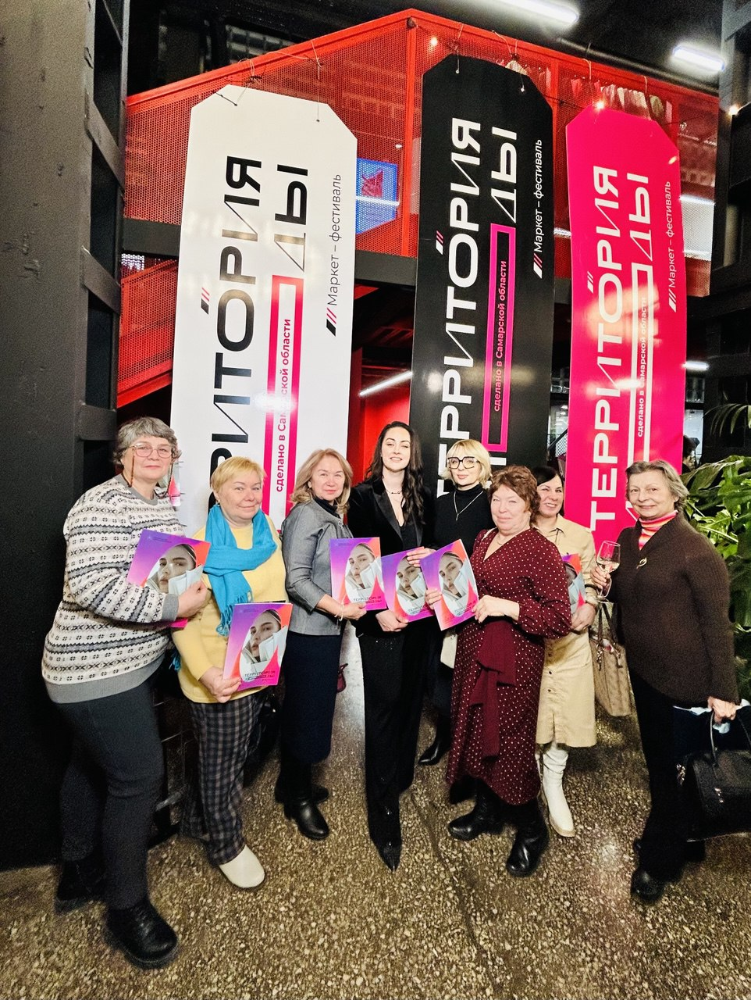 РИТОРИЯ
ДЫ
сделано в Самарской области
/// Маркет – фестиваль
ТЕРРИТОРИЯ
ДЫ
сделано в Самарской области
/// Маркет – фестиваль
ТЕРРИТОРИЯ
ДЫ
сделано в Самарской области
/// Маркет – фестиваль